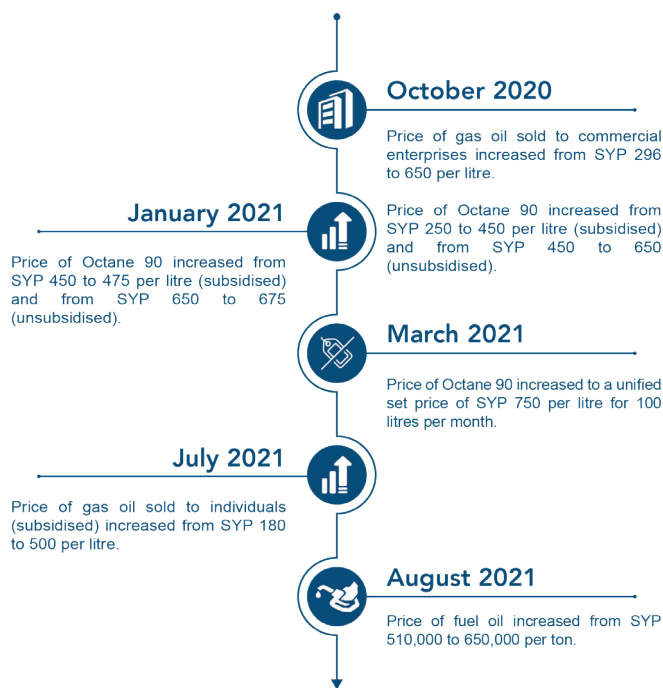 October 2020
Price of gas oil sold to commercial
enterprises increased from SYP 296
to 650 per litre.
Price of Octane 90 increased from
SYP 250 to 450 per litre (subsidised)
and from SYP 450 to 650
(unsubsidised).
January 2021
Price of Octane 90 increased from
SYP 450 to 475 per litre (subsidised)
and from SYP 650 to 675
(unsubsidised).
March 2021
Price of Octane 90 increased to a unified
set price of SYP 750 per litre for 100
litres per month.
July 2021
Price of gas oil sold to individuals
(subsidised) increased from SYP 180
to 500 per litre.
August 2021
Price of fuel oil increased from SYP
510,000 to 650,000 per ton.